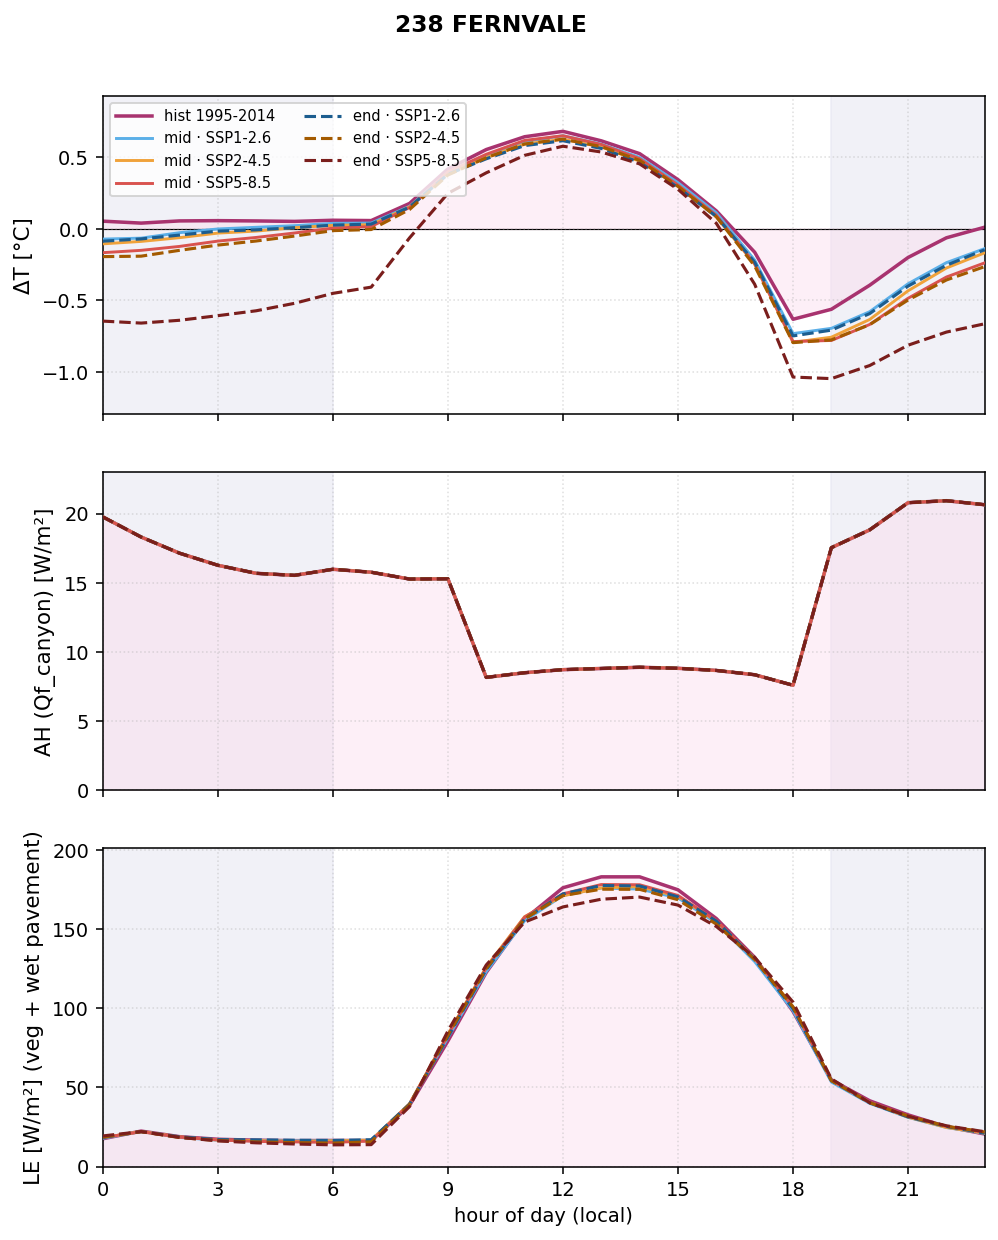 238 FERNVALE
hist 1995-2014
mid · SSP1-2.6
mid · SSP2-4.5
mid · SSP5-8.5
end · SSP1-2.6
end · SSP2-4.5
end · SSP5-8.5
ΔT [°C]
0.5
0.0
−0.5
−1.0
AH (Qf_canyon) [W/m²]
20
15
10
5
0
LE [W/m²] (veg + wet pavement)
200
150
100
50
0
0 3 6 9 12 15 18 21
hour of day (local)